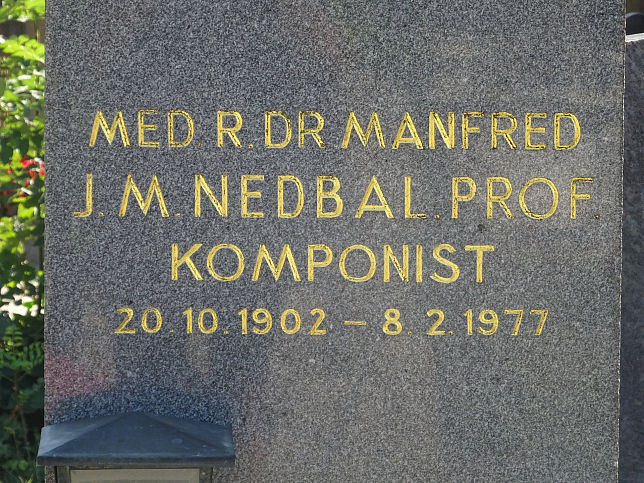 MED.R.DR MANFRED
J.M.NEDBAL.PROF.
KOMPONIST
20.10.1902 – 8.2.1977